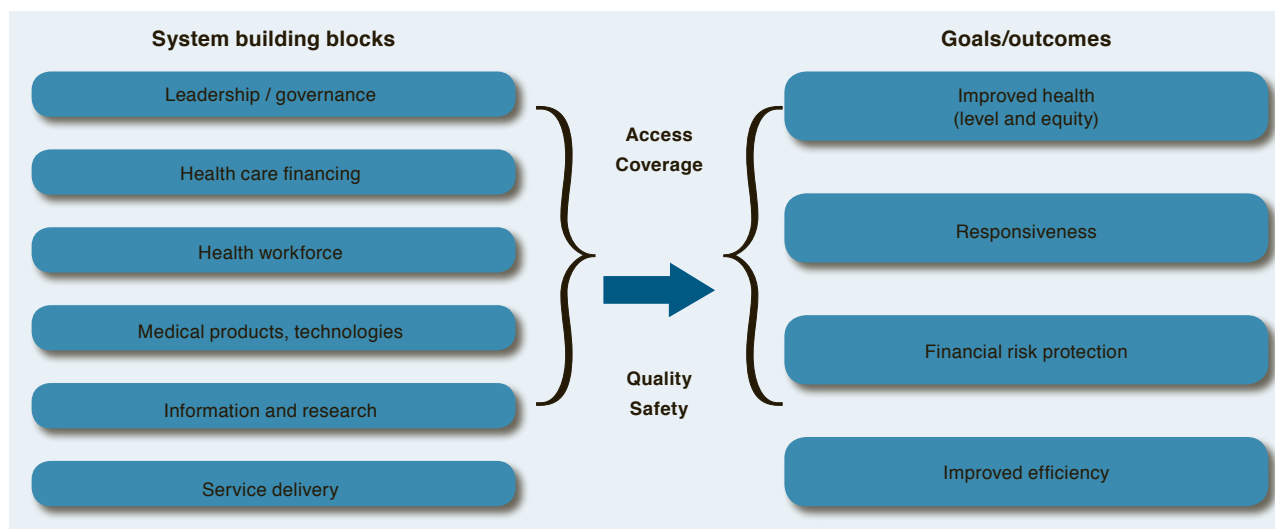 System building blocks
Leadership / governance
Health care financing
Health workforce
Medical products, technologies
Information and research
Service delivery
Access
Coverage
Quality
Safety
Goals/outcomes
Improved health
(level and equity)
Responsiveness
Financial risk protection
Improved efficiency